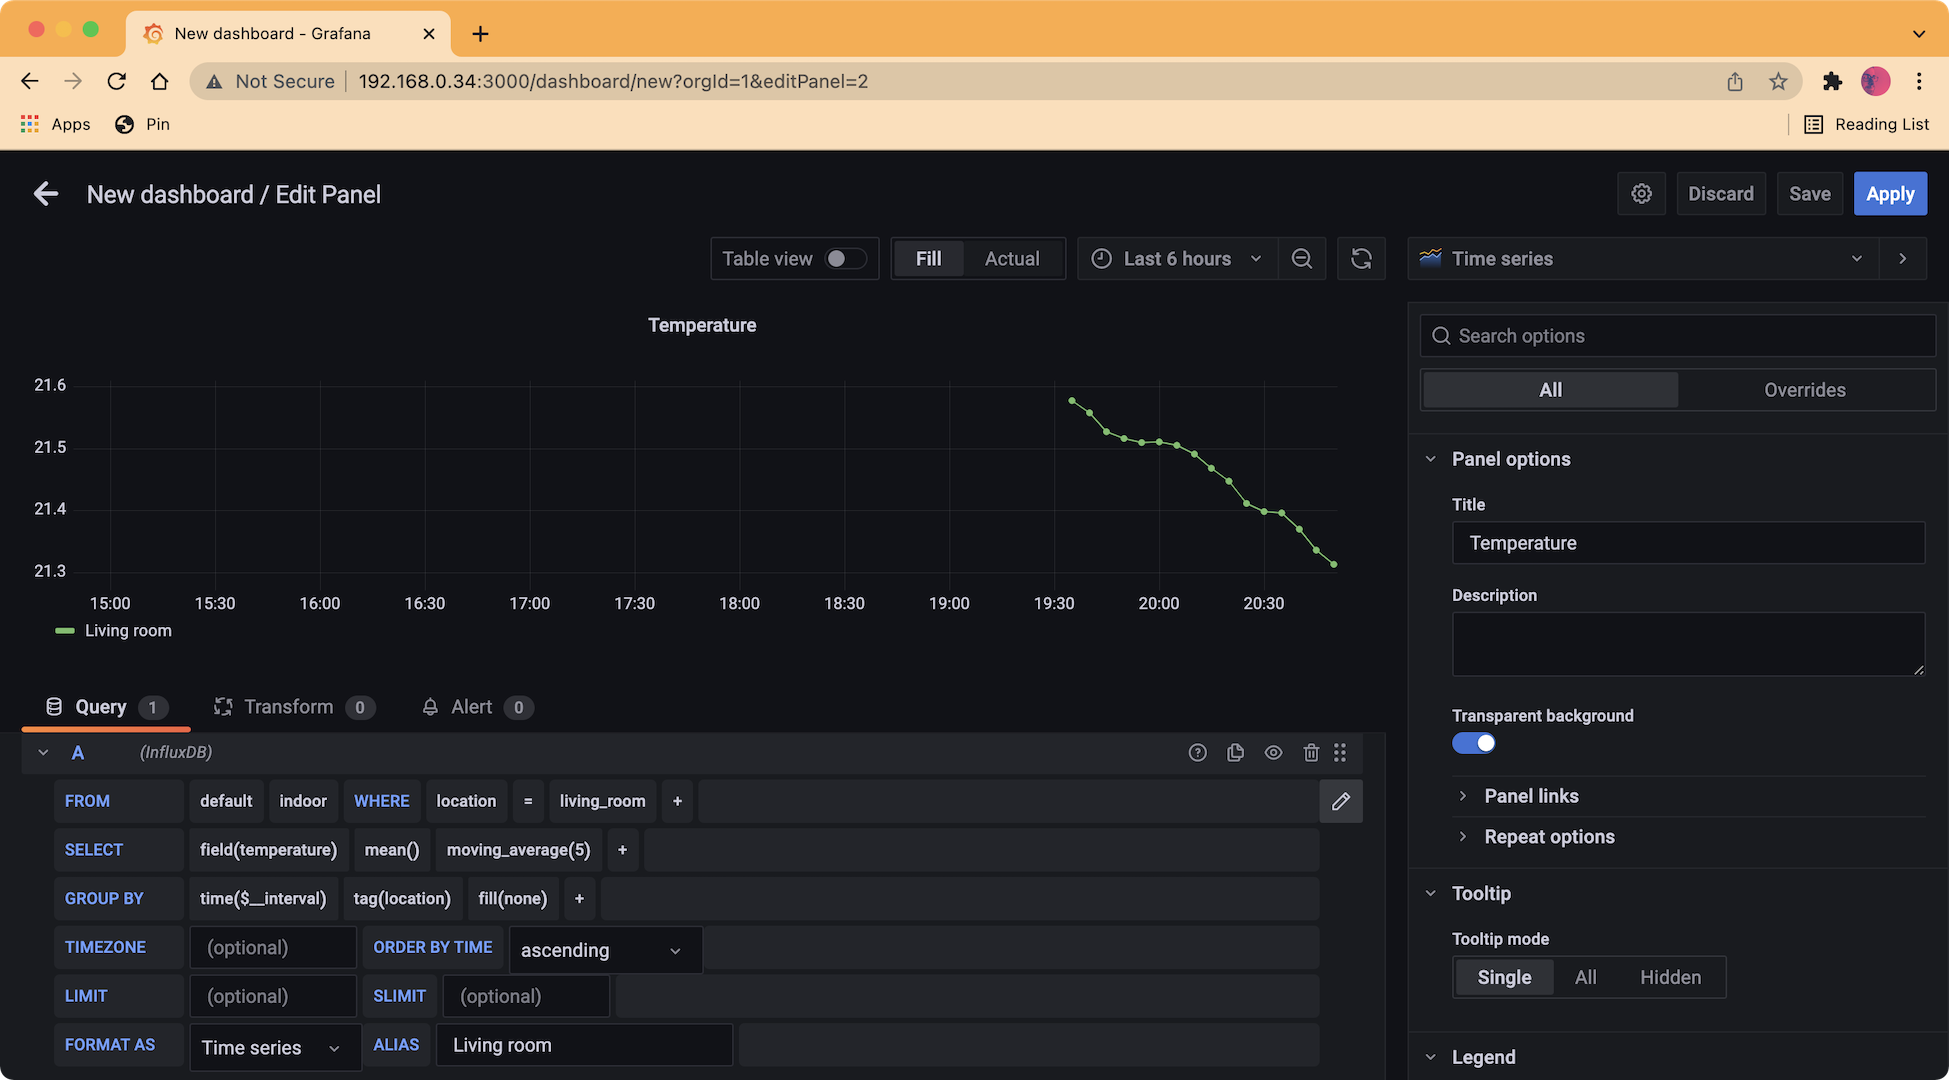 New dashboard - Grafana
Not Secure 192.168.0.34:3000/dashboard/new?orgId=1&editPanel=2
Apps Pin Reading List
New dashboard / Edit Panel Discard Save Apply
Table view Fill Actual Last 6 hours Time series
Temperature
21.6
21.5
21.4
21.3
15:00 15:30 16:00 16:30 17:00 17:30 18:00 18:30 19:00 19:30 20:00 20:30
Living room
Query 1 Transform 0 Alert 0
A (InfluxDB)
FROM default indoor WHERE location = living_room +
SELECT field(temperature) mean() moving_average(5) +
GROUP BY time($__interval) tag(location) fill(none) +
TIMEZONE (optional) ORDER BY TIME ascending
LIMIT (optional) SLIMIT (optional)
FORMAT AS Time series ALIAS Living room
Search options
All Overrides
Panel options
Title
Temperature
Description
Transparent background
Panel links
Repeat options
Tooltip
Tooltip mode
Single All Hidden
Legend